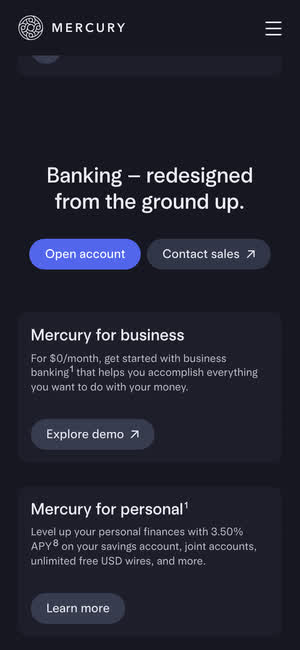 MERCURY
Banking – redesigned
from the ground up.
Open account
Contact sales ↗
Mercury for business
For $0/month, get started with business
banking¹ that helps you accomplish everything
you want to do with your money.
Explore demo ↗
Mercury for personal¹
Level up your personal finances with 3.50%
APY⁸ on your savings account, joint accounts,
unlimited free USD wires, and more.
Learn more